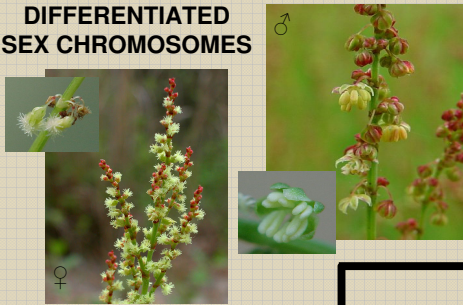 DIFFERENTIATED
SEX CHROMOSOMES
♂
♀